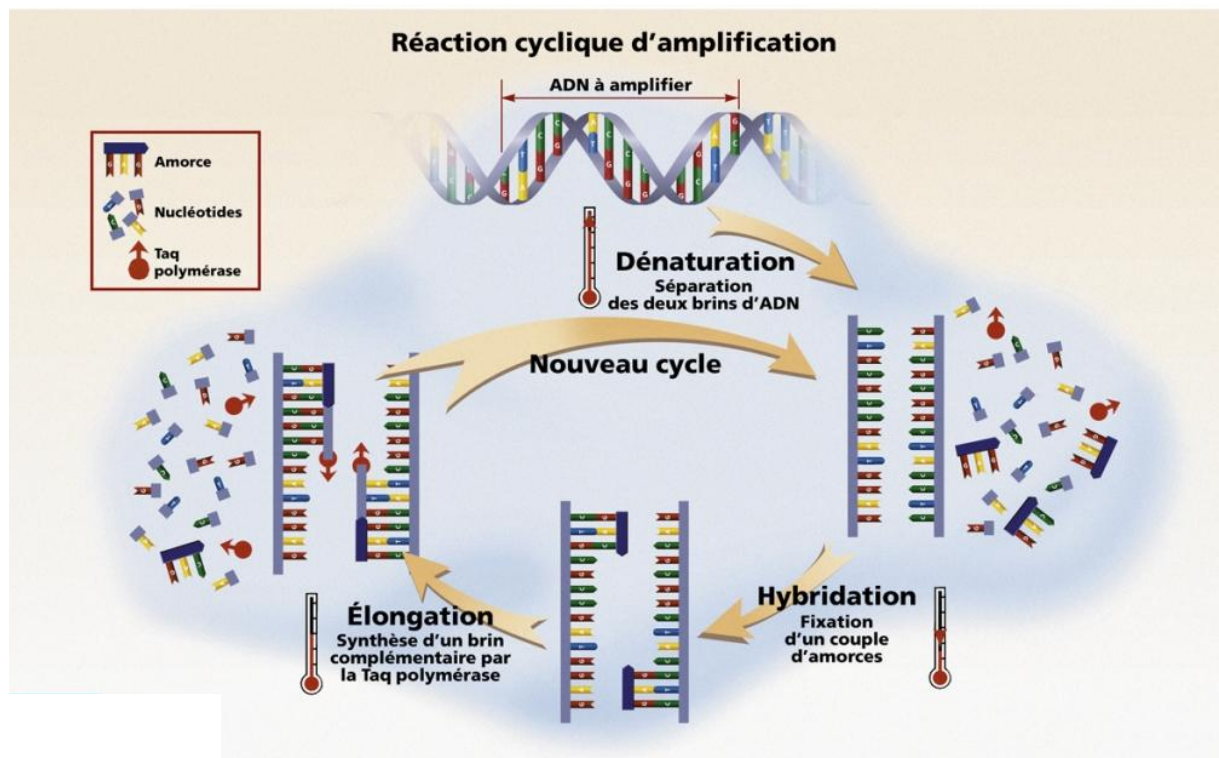 Réaction cyclique d'amplification
ADN à amplifier
Amorce
Nucléotides
Taq
polymérase
Dénaturation
Séparation
des deux brins d'ADN
Nouveau cycle
Hybridation
Fixation
d'un couple
d'amorces
Élongation
Synthèse d'un brin
complémentaire par
la Taq polymérase